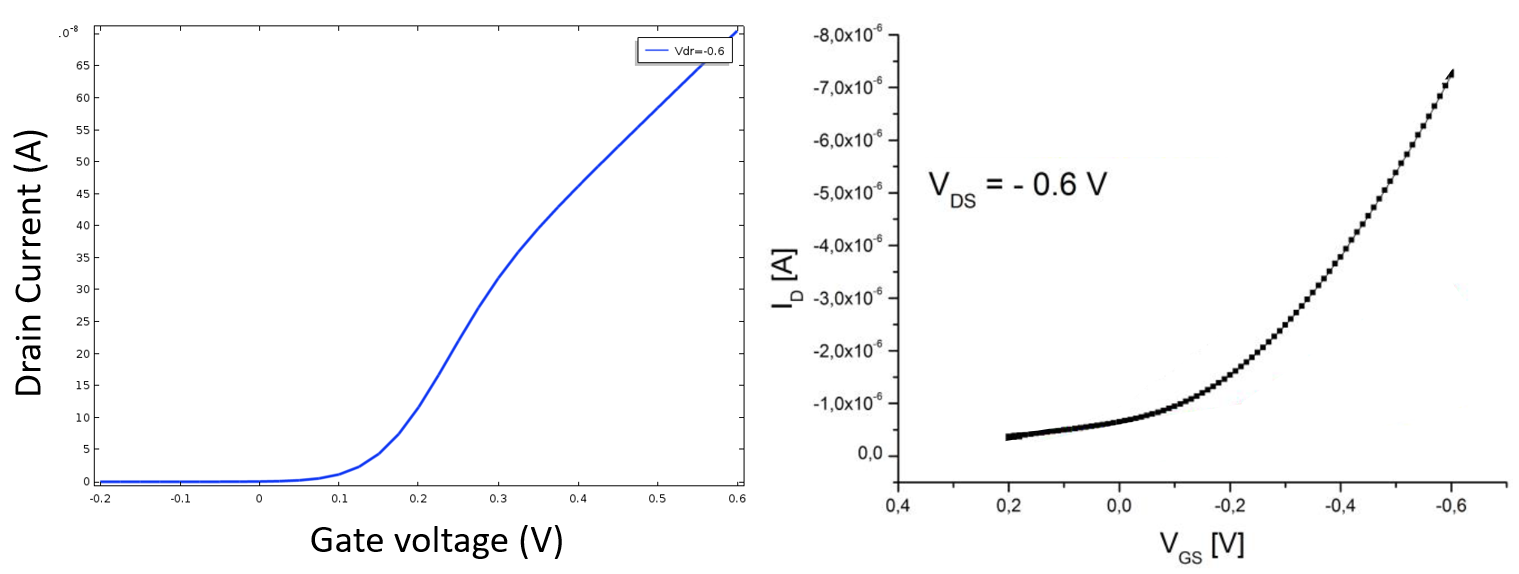 .0⁻⁸
Vdr=-0.6
65
60
55
50
45
40
35
30
25
20
15
10
5
0
-0.2
-0.1
0
0.1
0.2
0.3
0.4
0.5
0.6
Drain Current (A)
Gate voltage (V)
-8,0x10⁻⁶
-7,0x10⁻⁶
-6,0x10⁻⁶
-5,0x10⁻⁶
-4,0x10⁻⁶
-3,0x10⁻⁶
-2,0x10⁻⁶
-1,0x10⁻⁶
0,0
V_DS = - 0.6 V
I_D [A]
0,4
0,2
0,0
-0,2
-0,4
-0,6
V_GS [V]